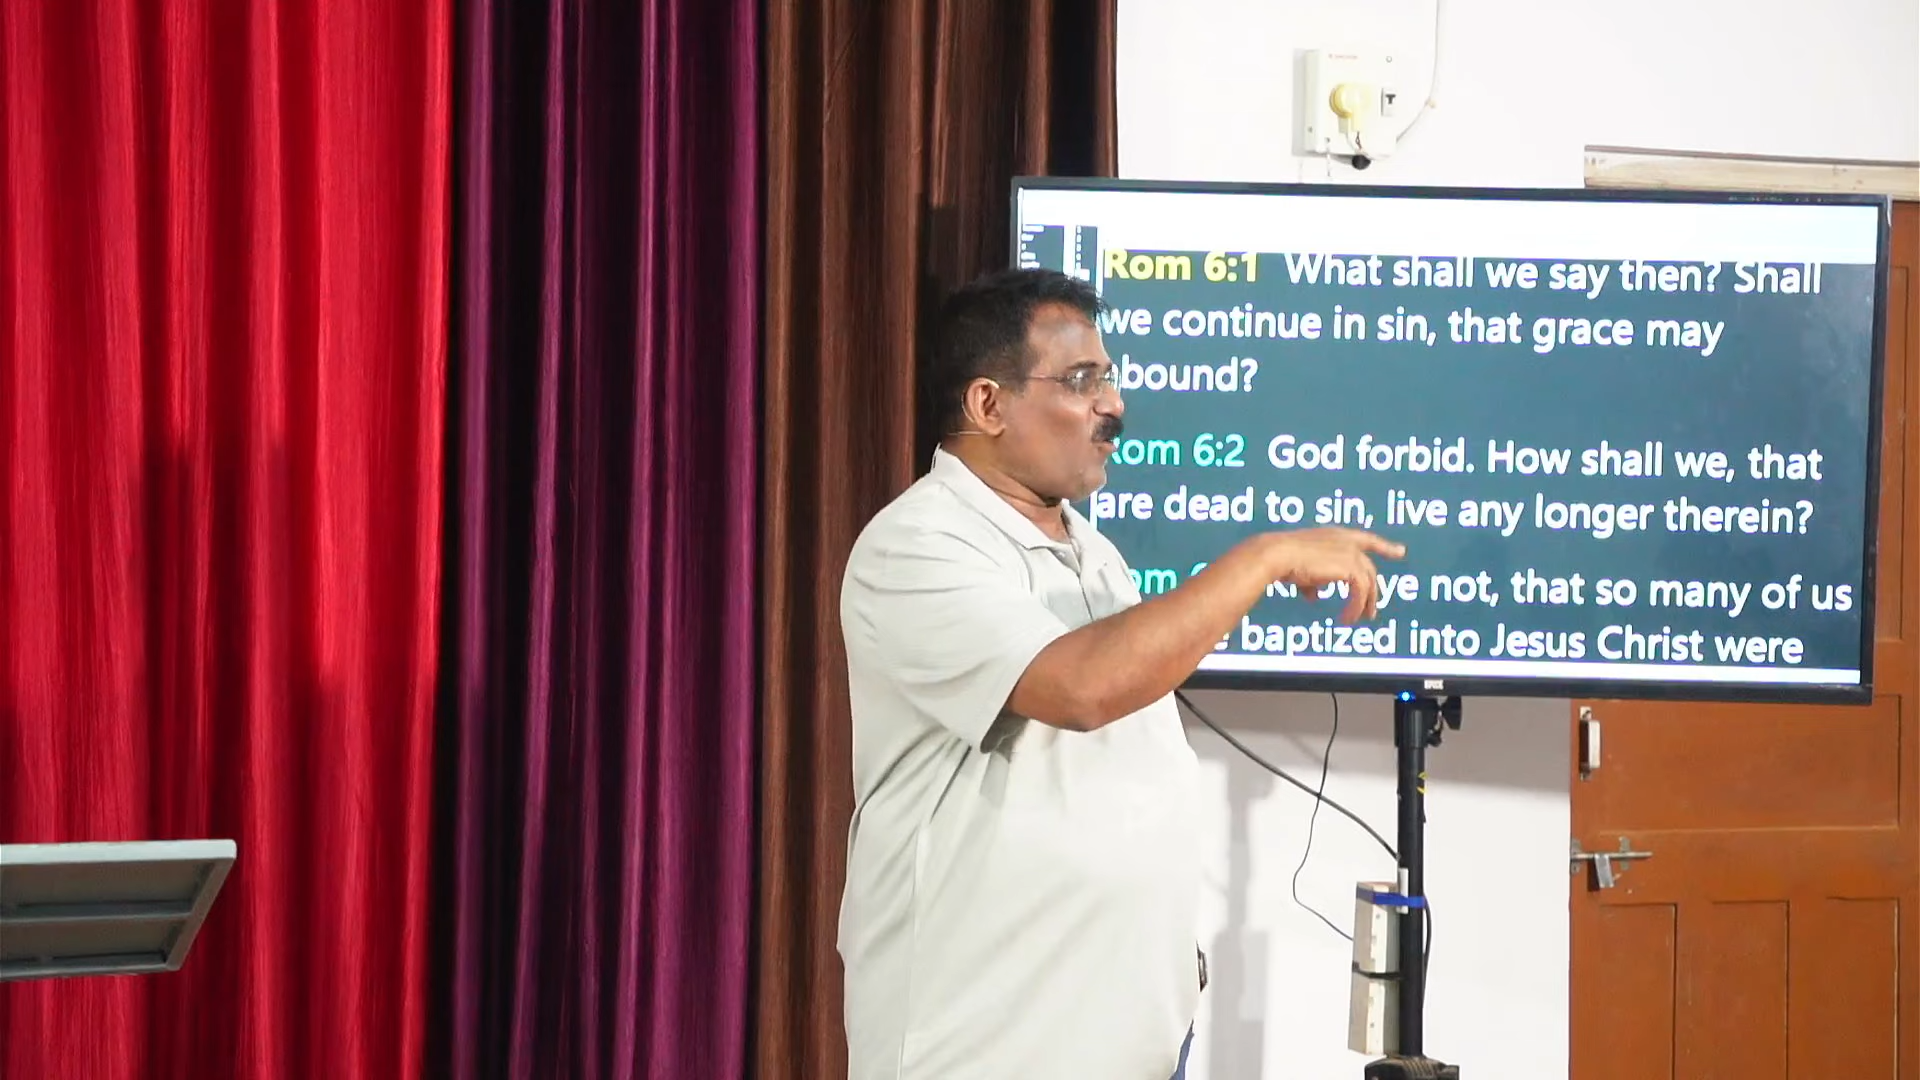 Rom 6:1 What shall we say then? Shall
we continue in sin, that grace may
abound?
Rom 6:2 God forbid. How shall we, that
are dead to sin, live any longer therein?
ye not, that so many of us
baptized into Jesus Christ were